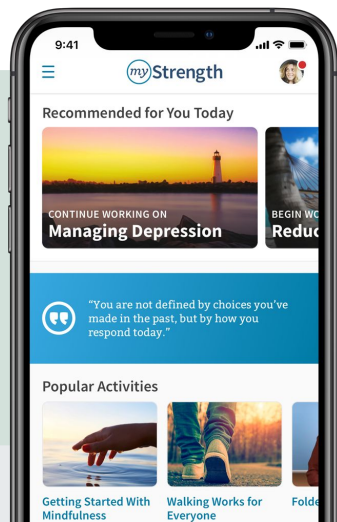 9:41
myStrength
Recommended for You Today
CONTINUE WORKING ON
Managing Depression
BEGIN WO
Reduc
“You are not defined by choices you’ve
made in the past, but by how you
respond today.”
Popular Activities
Getting Started With
Mindfulness
Walking Works for
Everyone
Folde